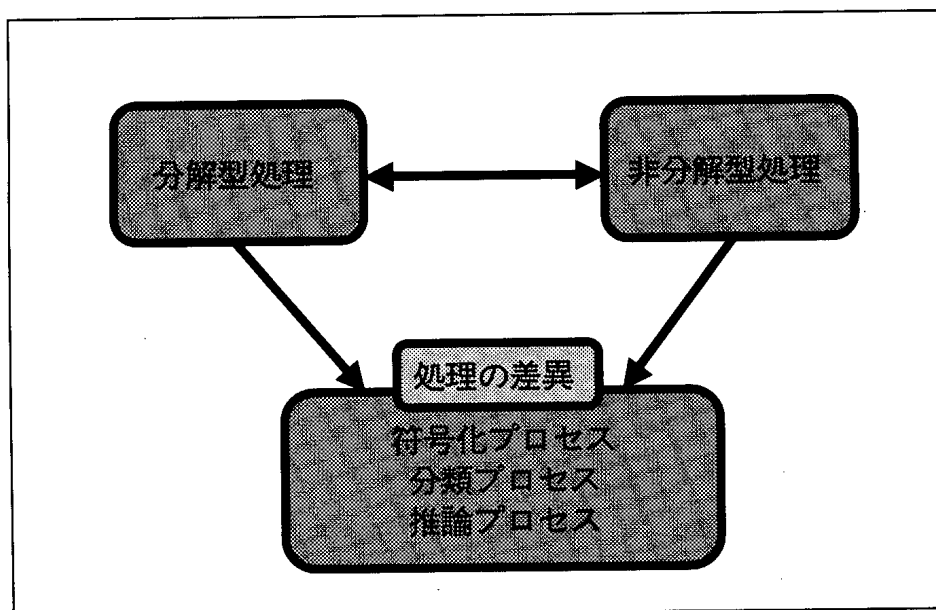 分解型処理
非分解型処理
処理の差異
符号化プロセス
分類プロセス
推論プロセス